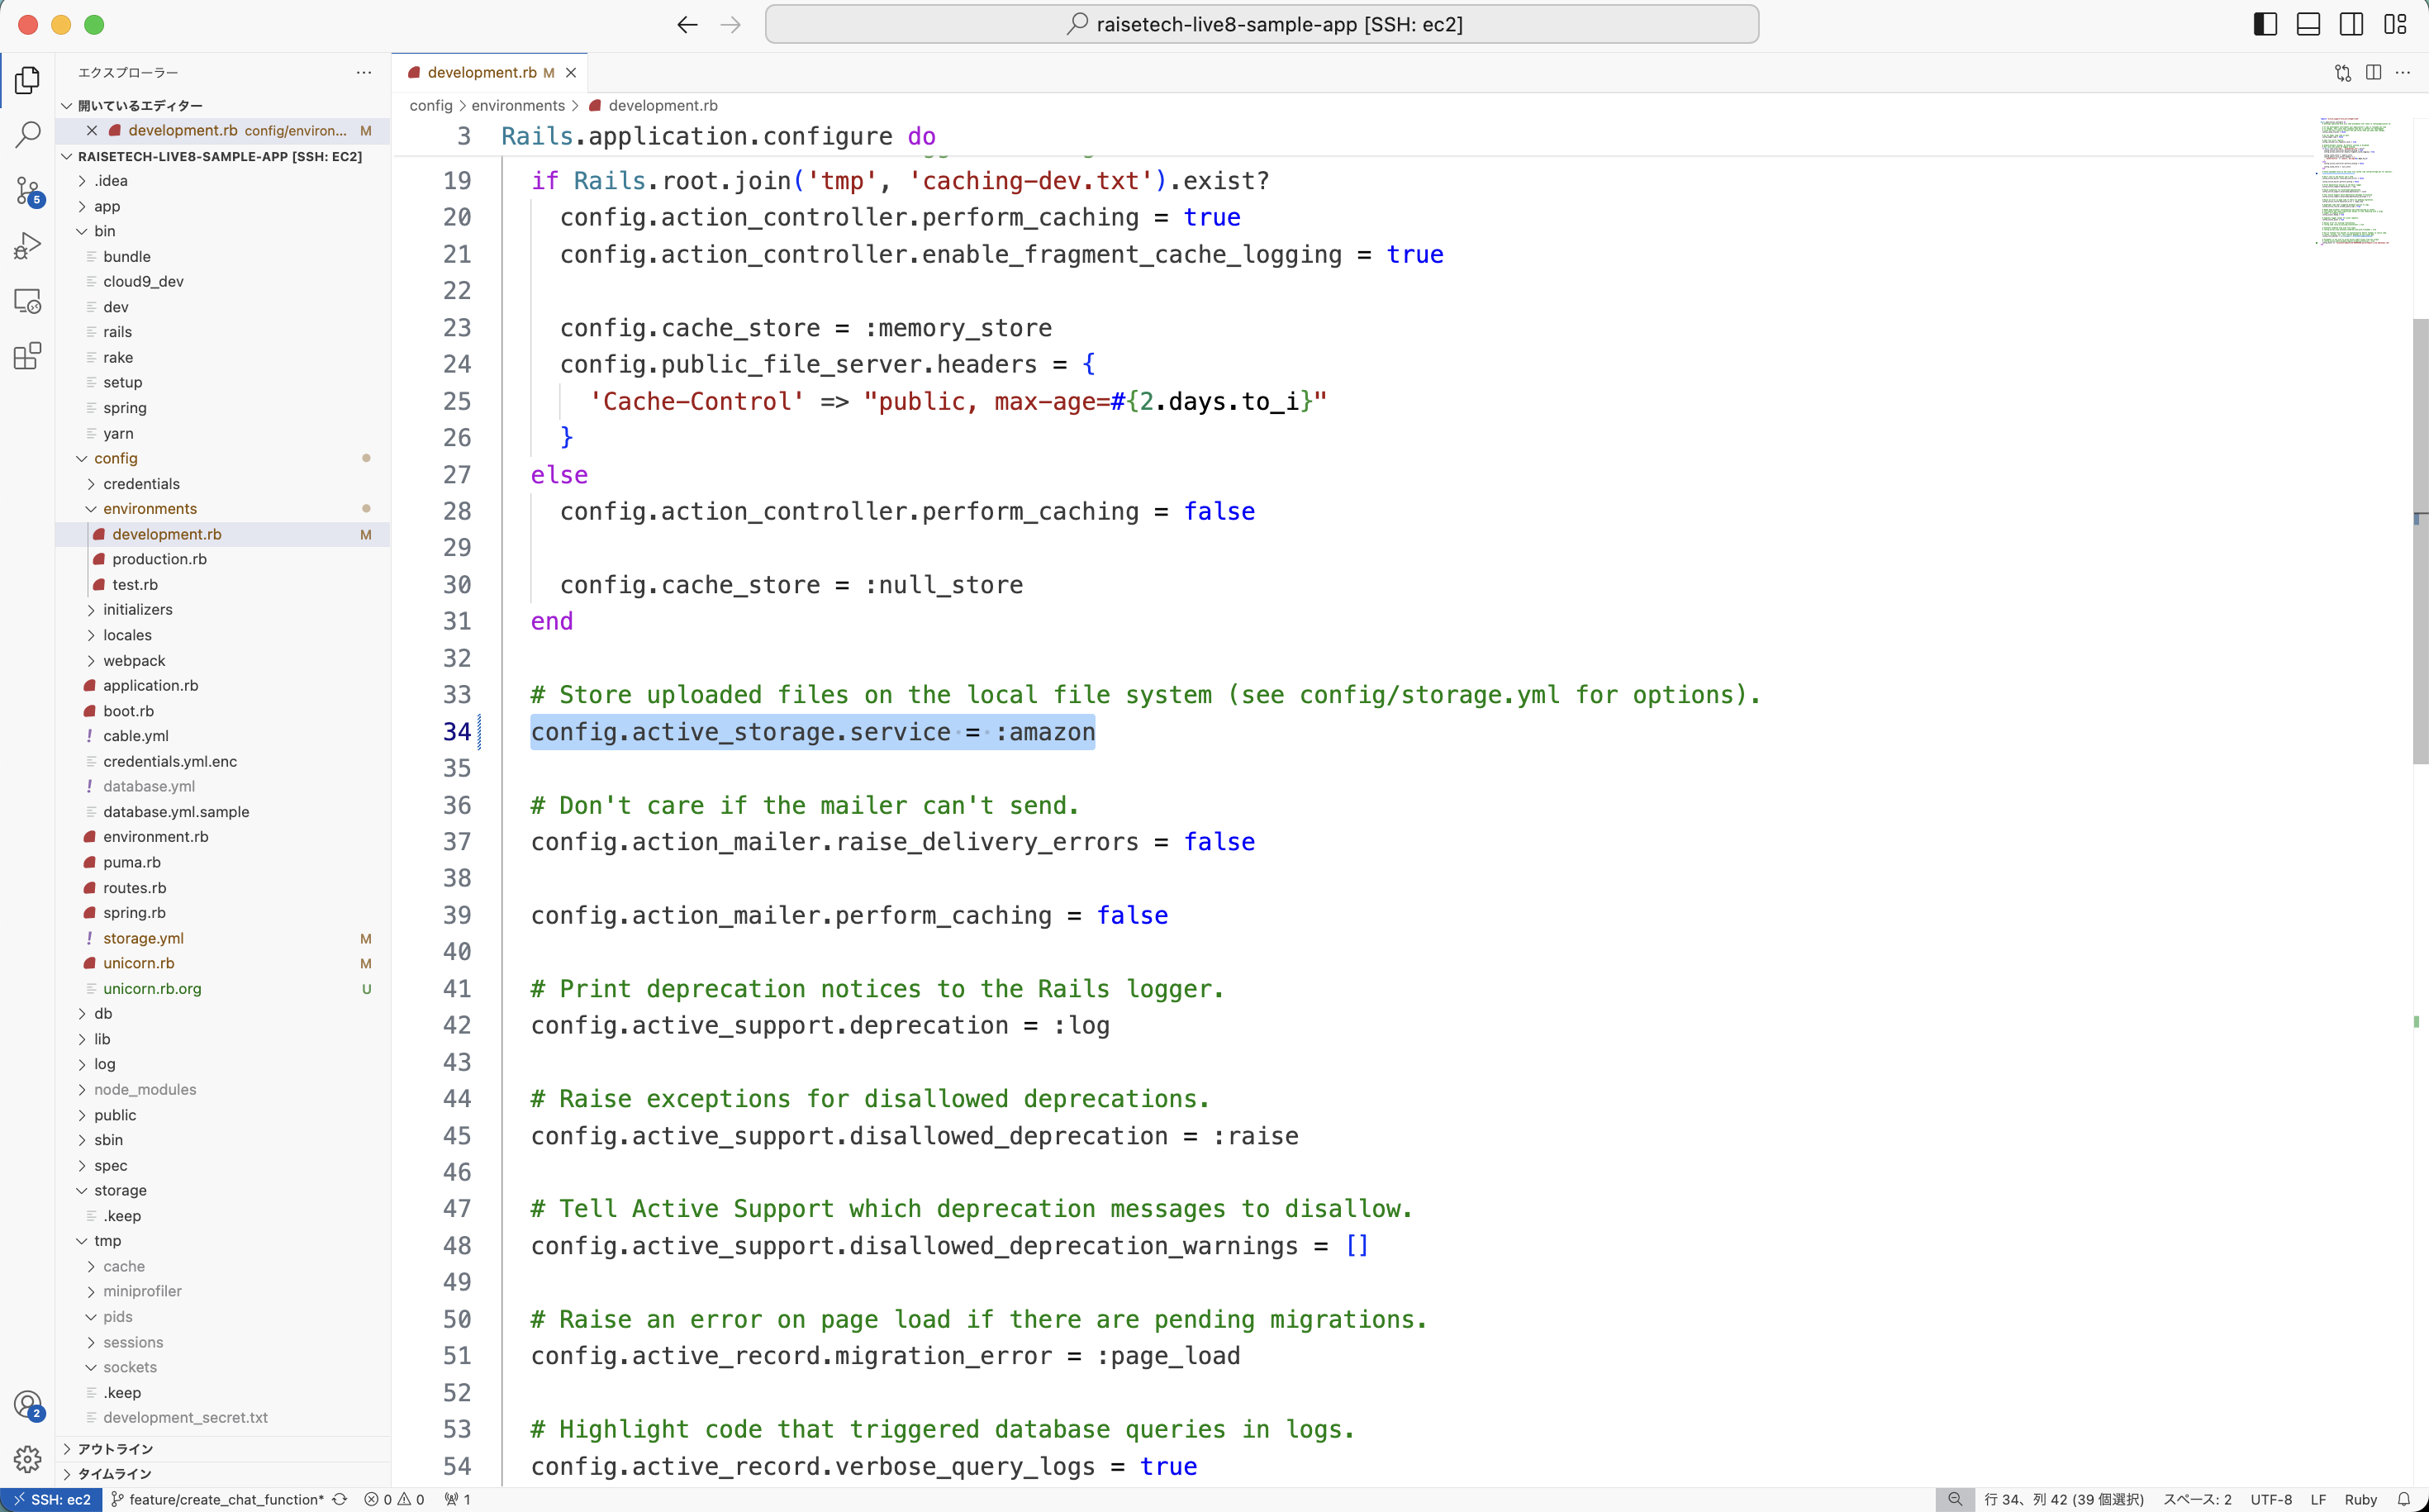 raisetech-live8-sample-app [SSH: ec2]
エクスプローラー
開いているエディター
development.rb config/environ... M
RAISETECH-LIVE8-SAMPLE-APP [SSH: EC2]
.idea
app
bin
bundle
cloud9_dev
dev
rails
rake
setup
spring
yarn
config
credentials
environments
development.rb M
production.rb
test.rb
initializers
locales
webpack
application.rb
boot.rb
! cable.yml
credentials.yml.enc
! database.yml
database.yml.sample
environment.rb
puma.rb
routes.rb
spring.rb
! storage.yml M
unicorn.rb M
unicorn.rb.org U
db
lib
log
node_modules
public
sbin
spec
storage
.keep
tmp
cache
miniprofiler
pids
sessions
sockets
.keep
development_secret.txt
アウトライン
タイムライン
5
2
development.rb M
config > environments > development.rb
3 Rails.application.configure do
19 if Rails.root.join('tmp', 'caching-dev.txt').exist?
20 config.action_controller.perform_caching = true
21 config.action_controller.enable_fragment_cache_logging = true
22
23 config.cache_store = :memory_store
24 config.public_file_server.headers = {
25 'Cache-Control' => "public, max-age=#{2.days.to_i}"
26 }
27 else
28 config.action_controller.perform_caching = false
29
30 config.cache_store = :null_store
31 end
32
33 # Store uploaded files on the local file system (see config/storage.yml for options).
34 config.active_storage.service = :amazon
35
36 # Don't care if the mailer can't send.
37 config.action_mailer.raise_delivery_errors = false
38
39 config.action_mailer.perform_caching = false
40
41 # Print deprecation notices to the Rails logger.
42 config.active_support.deprecation = :log
43
44 # Raise exceptions for disallowed deprecations.
45 config.active_support.disallowed_deprecation = :raise
46
47 # Tell Active Support which deprecation messages to disallow.
48 config.active_support.disallowed_deprecation_warnings = []
49
50 # Raise an error on page load if there are pending migrations.
51 config.active_record.migration_error = :page_load
52
53 # Highlight code that triggered database queries in logs.
54 config.active_record.verbose_query_logs = true
SSH: ec2 feature/create_chat_function* 0 0 1 行 34、列 42 (39 個選択) スペース: 2 UTF-8 LF Ruby